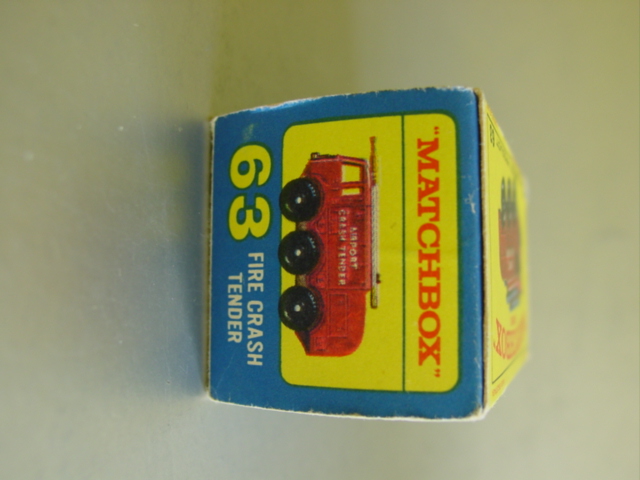 "MATCHBOX"
AIRPORT
CRASH TENDER
63 FIRE CRASH
TENDER